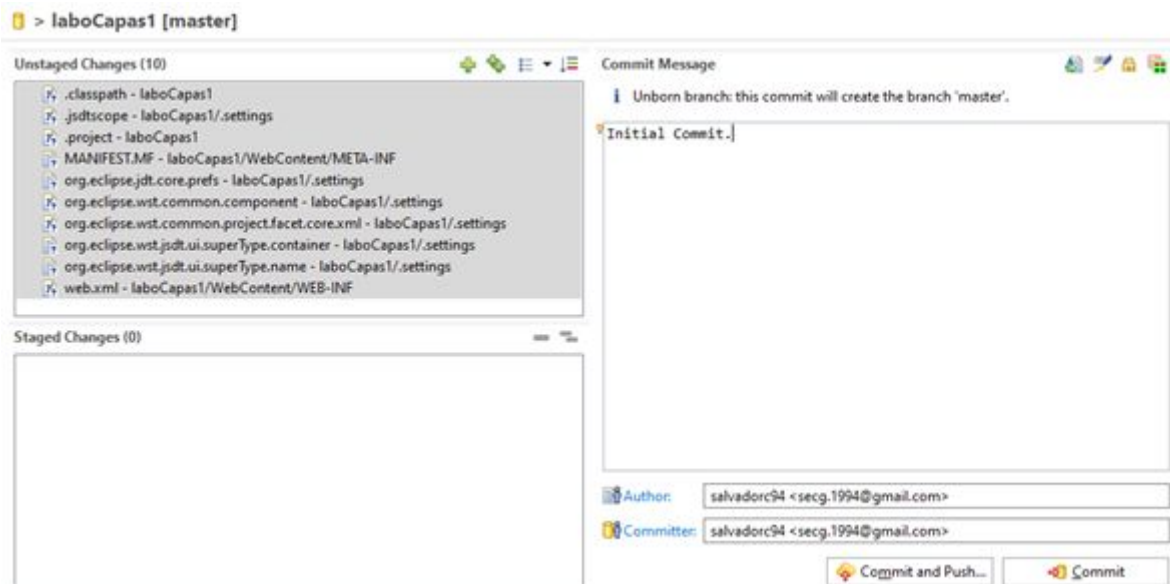 > laboCapas1 [master]
Unstaged Changes (10)
.classpath - laboCapas1
.jsdtscope - laboCapas1/.settings
.project - laboCapas1
MANIFEST.MF - laboCapas1/WebContent/META-INF
org.eclipse.jdt.core.prefs - laboCapas1/.settings
org.eclipse.wst.common.component - laboCapas1/.settings
org.eclipse.wst.common.project.facet.core.xml - laboCapas1/.settings
org.eclipse.wst.jsdt.ui.superType.container - laboCapas1/.settings
org.eclipse.wst.jsdt.ui.superType.name - laboCapas1/.settings
web.xml - laboCapas1/WebContent/WEB-INF
Staged Changes (0)
Commit Message
Unborn branch: this commit will create the branch 'master'.
Initial Commit.
Author: salvadorc94 <secg.1994@gmail.com>
Committer: salvadorc94 <secg.1994@gmail.com>
Commit and Push... Commit